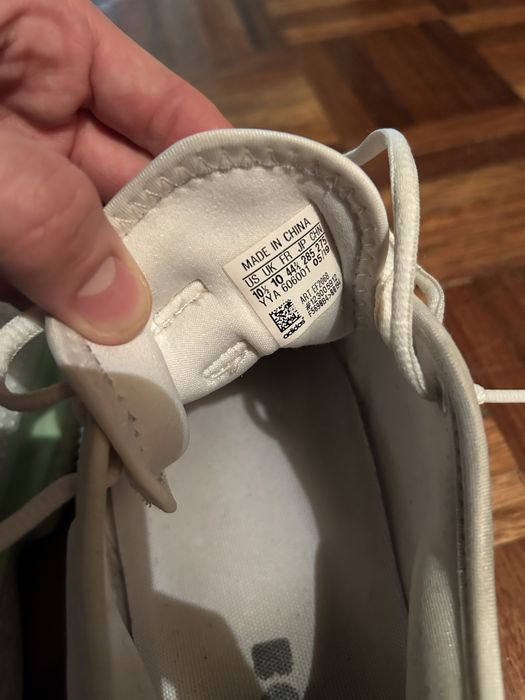 MADE IN CHINA
US UK FR JP CHN
10½ 10 44⅔ 285 275
YYA 606001 05/19
ART EF2068
adidas